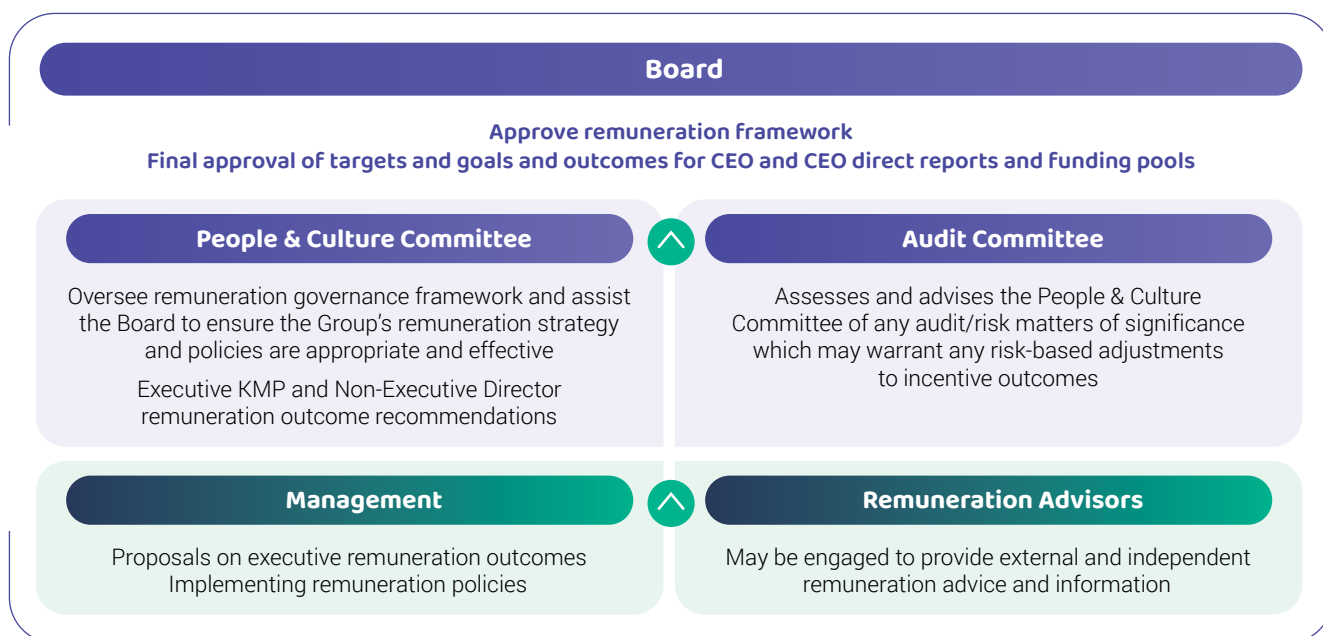 Board
Approve remuneration framework
Final approval of targets and goals and outcomes for CEO and CEO direct reports and funding pools
People & Culture Committee
Oversee remuneration governance framework and assist
the Board to ensure the Group's remuneration strategy
and policies are appropriate and effective
Executive KMP and Non-Executive Director
remuneration outcome recommendations
Audit Committee
Assesses and advises the People & Culture
Committee of any audit/risk matters of significance
which may warrant any risk-based adjustments
to incentive outcomes
Management
Proposals on executive remuneration outcomes
Implementing remuneration policies
Remuneration Advisors
May be engaged to provide external and independent
remuneration advice and information